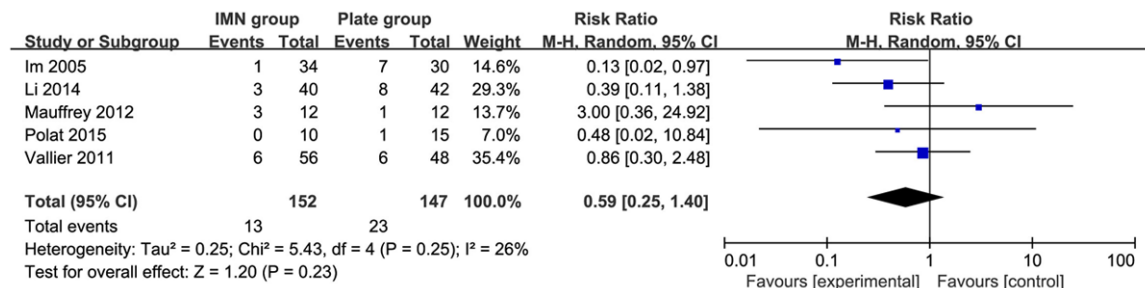 IMN group Plate group Risk Ratio Risk Ratio
Study or Subgroup Events Total Events Total Weight M-H, Random, 95% CI M-H, Random, 95% CI
Im 2005 1 34 7 30 14.6% 0.13 [0.02, 0.97]
Li 2014 3 40 8 42 29.3% 0.39 [0.11, 1.38]
Mauffrey 2012 3 12 1 12 13.7% 3.00 [0.36, 24.92]
Polat 2015 0 10 1 15 7.0% 0.48 [0.02, 10.84]
Vallier 2011 6 56 6 48 35.4% 0.86 [0.30, 2.48]
Total (95% CI) 152 147 100.0% 0.59 [0.25, 1.40]
Total events 13 23
Heterogeneity: Tau² = 0.25; Chi² = 5.43, df = 4 (P = 0.25); I² = 26%
Test for overall effect: Z = 1.20 (P = 0.23)
0.01 0.1 1 10 100
Favours [experimental] Favours [control]